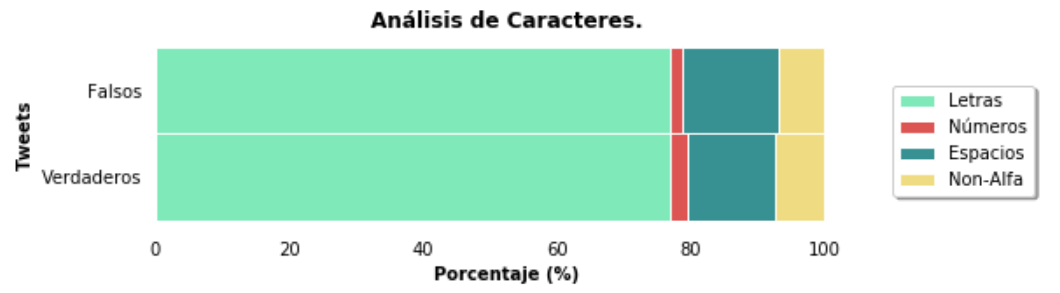 Análisis de Caracteres.
Tweets
Falsos
Verdaderos
0 20 40 60 80 100
Porcentaje (%)
Letras
Números
Espacios
Non-Alfa